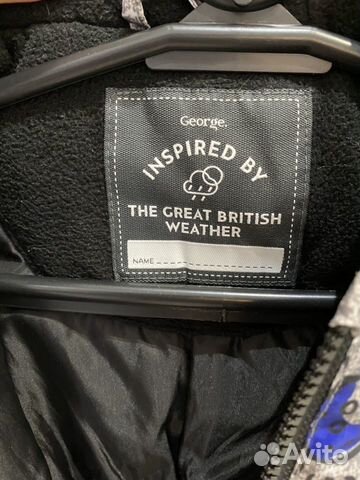 George.
INSPIRED BY
THE GREAT BRITISH
WEATHER
NAME
Avito